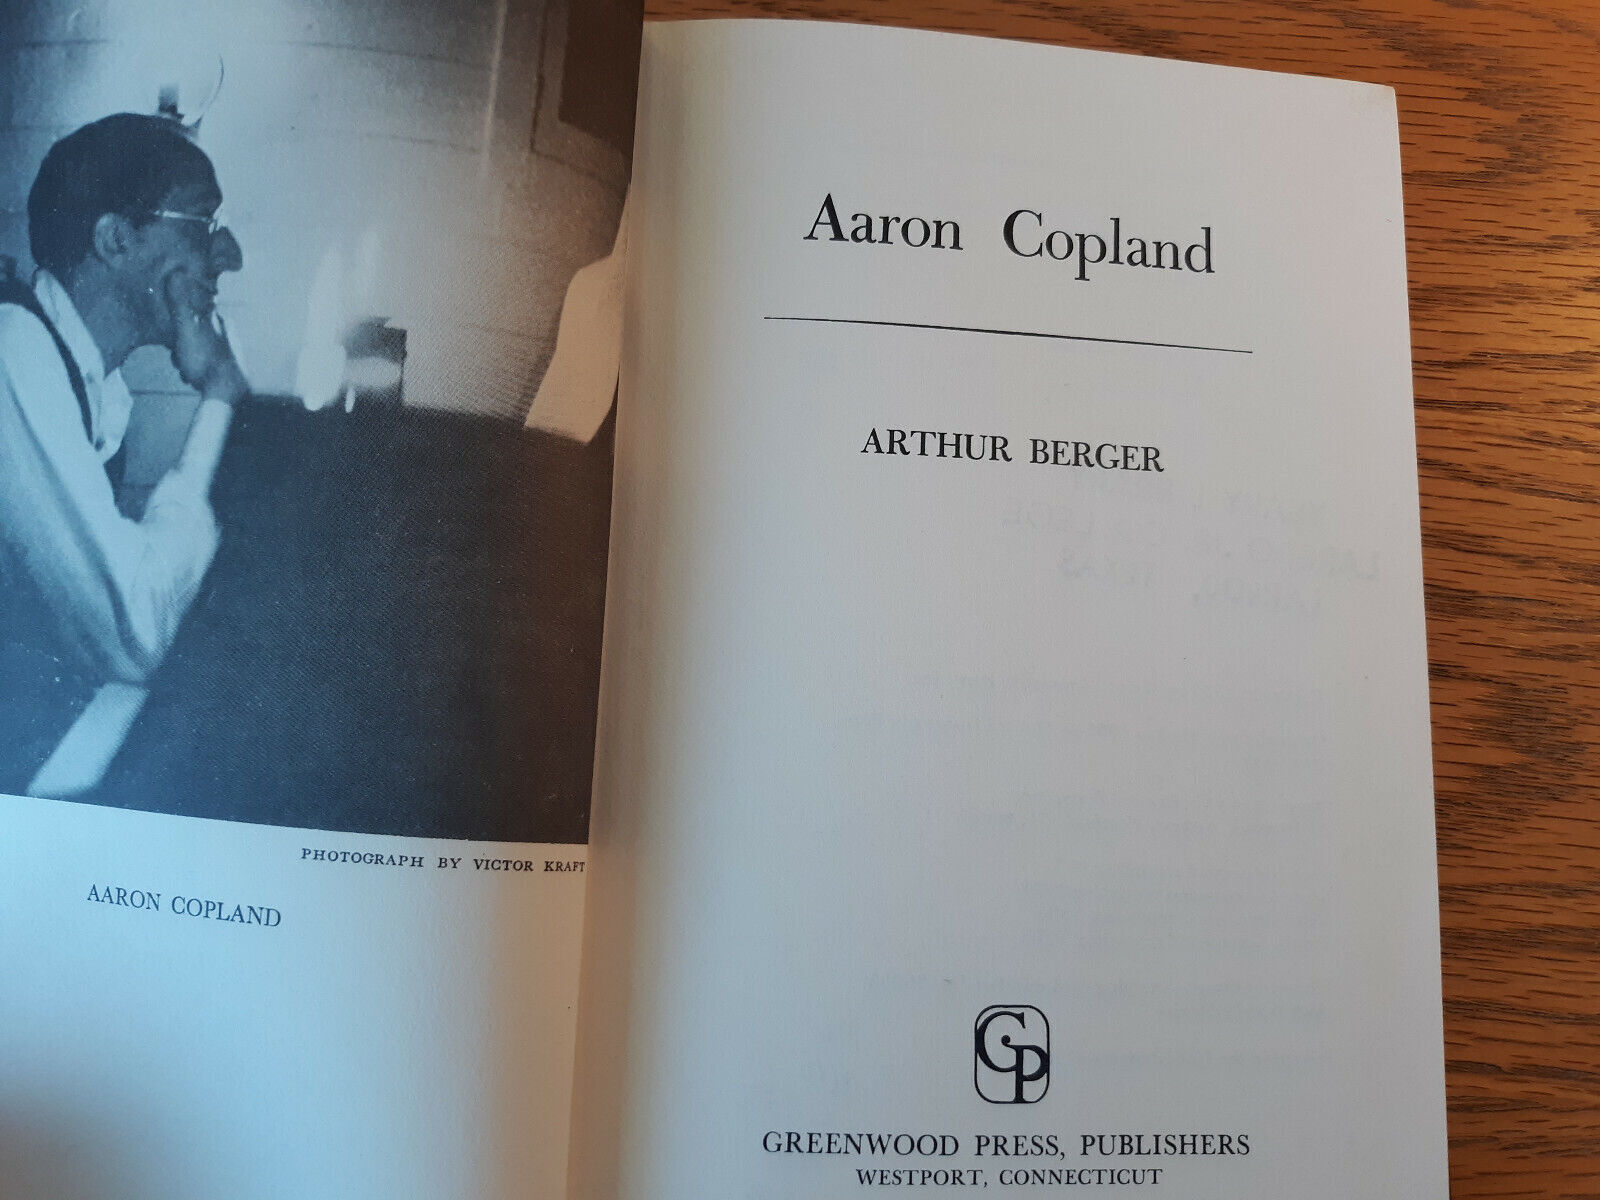 PHOTOGRAPH BY VICTOR KRAFT
AARON COPLAND
Aaron Copland
ARTHUR BERGER
GP
GREENWOOD PRESS, PUBLISHERS
WESTPORT, CONNECTICUT